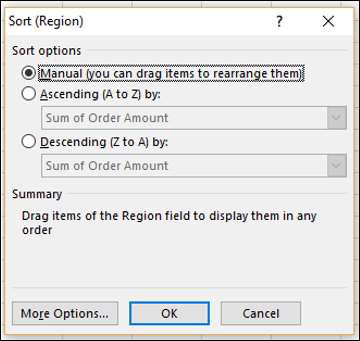 Sort (Region)
?
Sort options
Manual (you can drag items to rearrange them)
Ascending (A to Z) by:
Sum of Order Amount
Descending (Z to A) by:
Sum of Order Amount
Summary
Drag items of the Region field to display them in any
order
More Options...
OK
Cancel